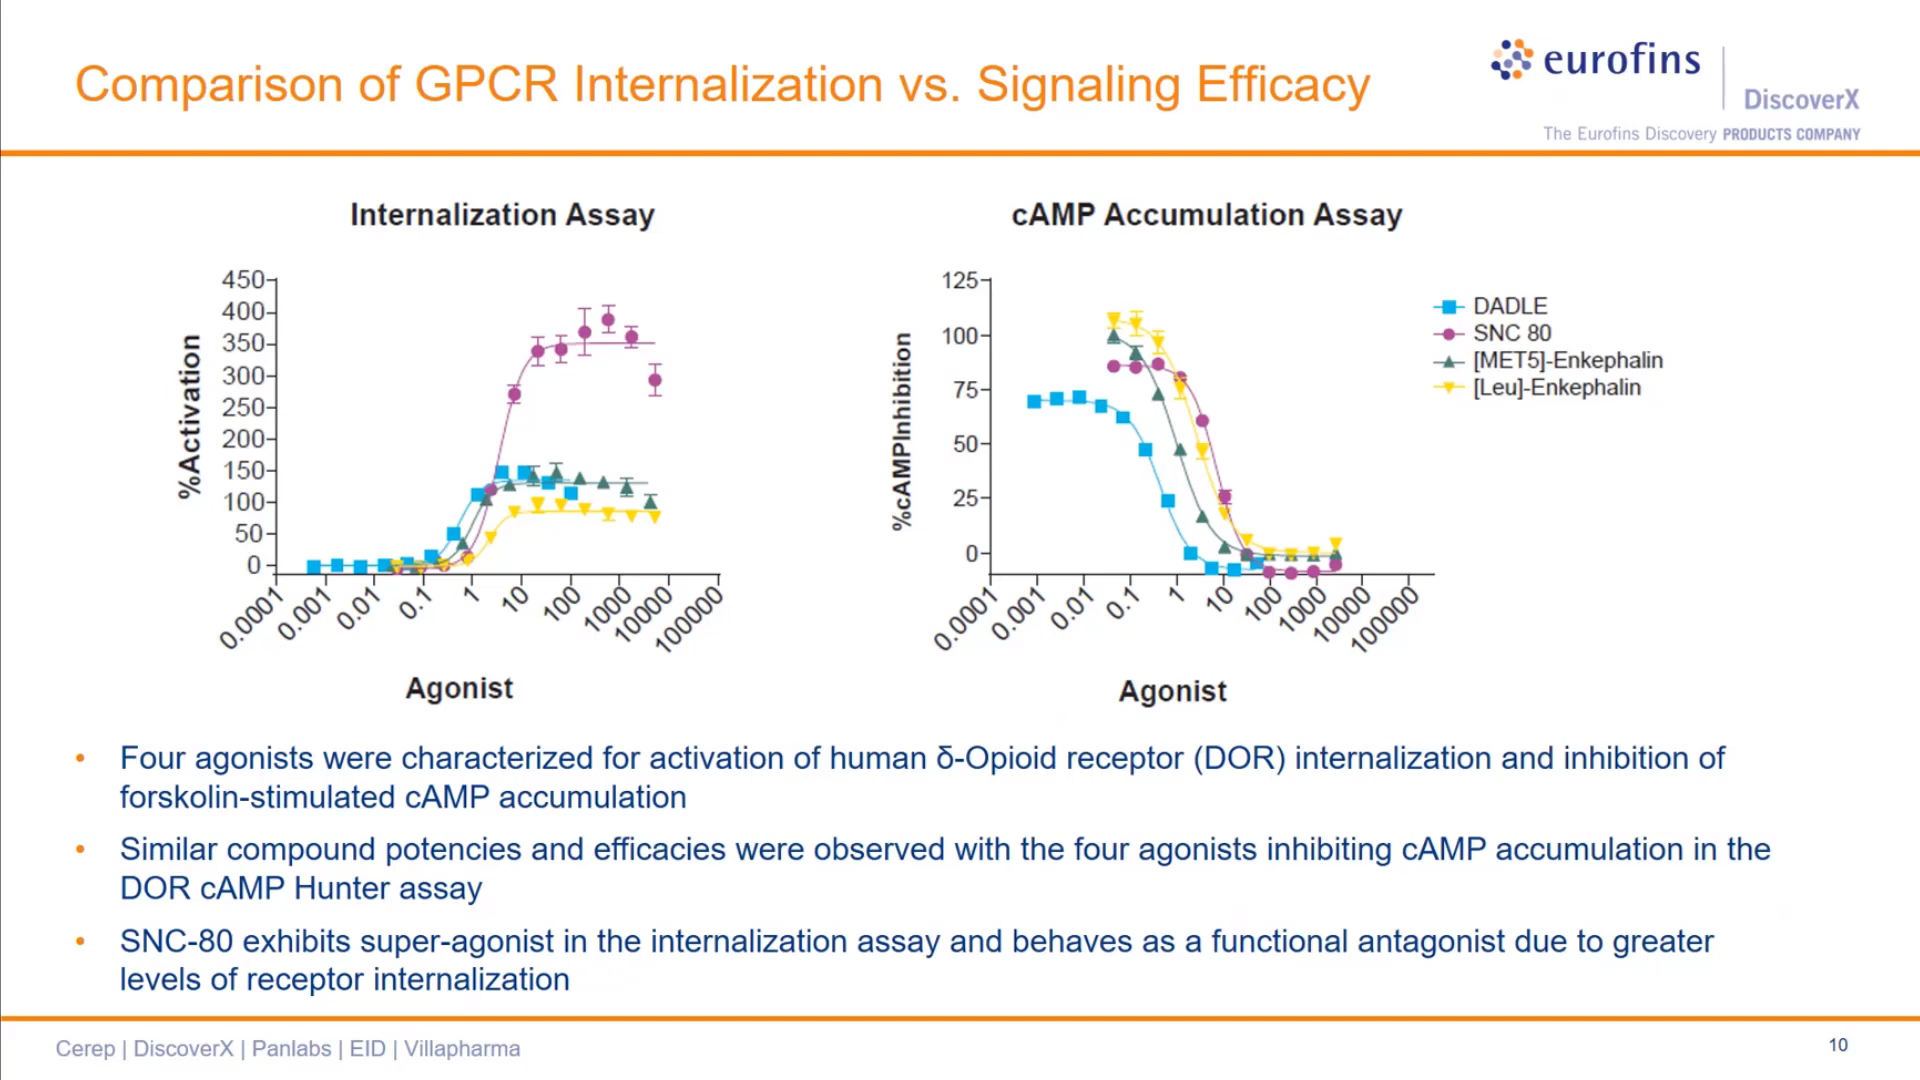 Comparison of GPCR Internalization vs. Signaling Efficacy
eurofins
DiscoverX
The Eurofins Discovery PRODUCTS COMPANY
Internalization Assay
450
400
350
300
250
200
150
100
50
0
%Activation
0.0001
0.001
0.01
0.1
1
10
100
1000
10000
100000
Agonist
cAMP Accumulation Assay
125
100
75
50
25
0
%cAMPInhibition
0.0001
0.001
0.01
0.1
1
10
100
1000
10000
100000
Agonist
DADLE
SNC 80
[MET5]-Enkephalin
[Leu]-Enkephalin
• Four agonists were characterized for activation of human δ-Opioid receptor (DOR) internalization and inhibition of
forskolin-stimulated cAMP accumulation
• Similar compound potencies and efficacies were observed with the four agonists inhibiting cAMP accumulation in the
DOR cAMP Hunter assay
• SNC-80 exhibits super-agonist in the internalization assay and behaves as a functional antagonist due to greater
levels of receptor internalization
Cerep | DiscoverX | Panlabs | EID | Villapharma
10